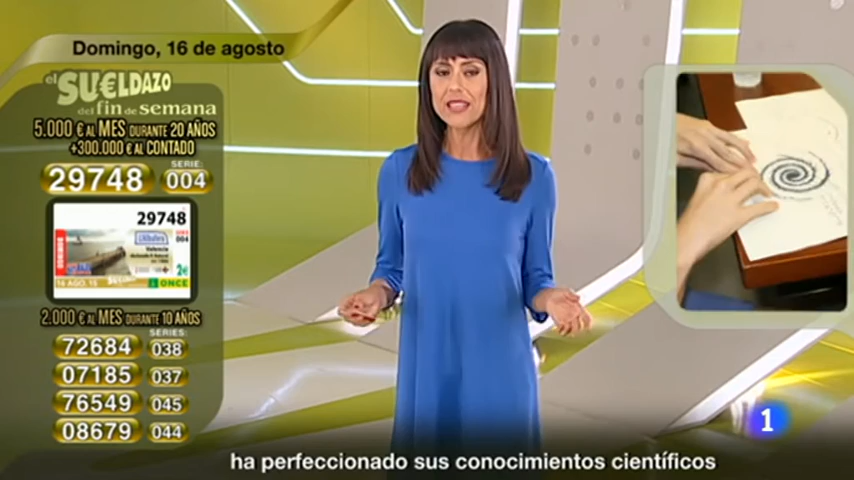 Domingo, 16 de agosto
el SU€LDAZO
del fin de semana
5.000 € AL MES DURANTE 20 AÑOS
+300.000 € AL CONTADO
SERIE:
29748 004
29748
004
DOMINGO
Valencia
2€
16 AGO. 15
ONCE
2.000 € AL MES DURANTE 10 AÑOS
SERIES:
72684 038
07185 037
76549 045
08679 044
1
ha perfeccionado sus conocimientos científicos